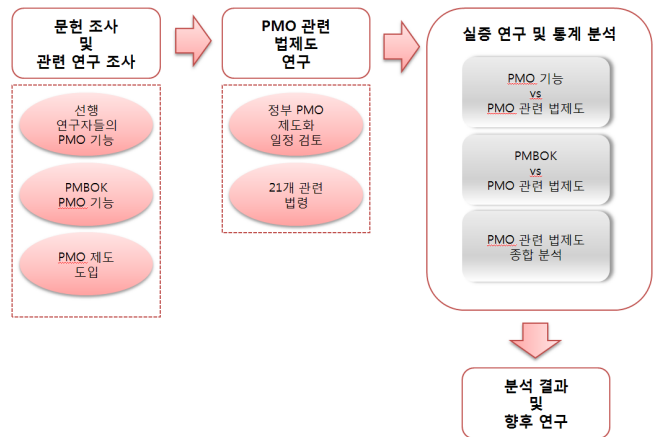 문헌 조사
및
관련 연구 조사
선행
연구자들의
PMO 기능
PMBOK
PMO 기능
PMO 제도
도입
PMO 관련
법제도
연구
정부 PMO
제도화
일정 검토
21개 관련
법령
실증 연구 및 통계 분석
PMO 기능
vs
PMO 관련 법제도
PMBOK
vs
PMO 관련 법제도
PMO 관련 법제도
종합 분석
분석 결과
및
향후 연구